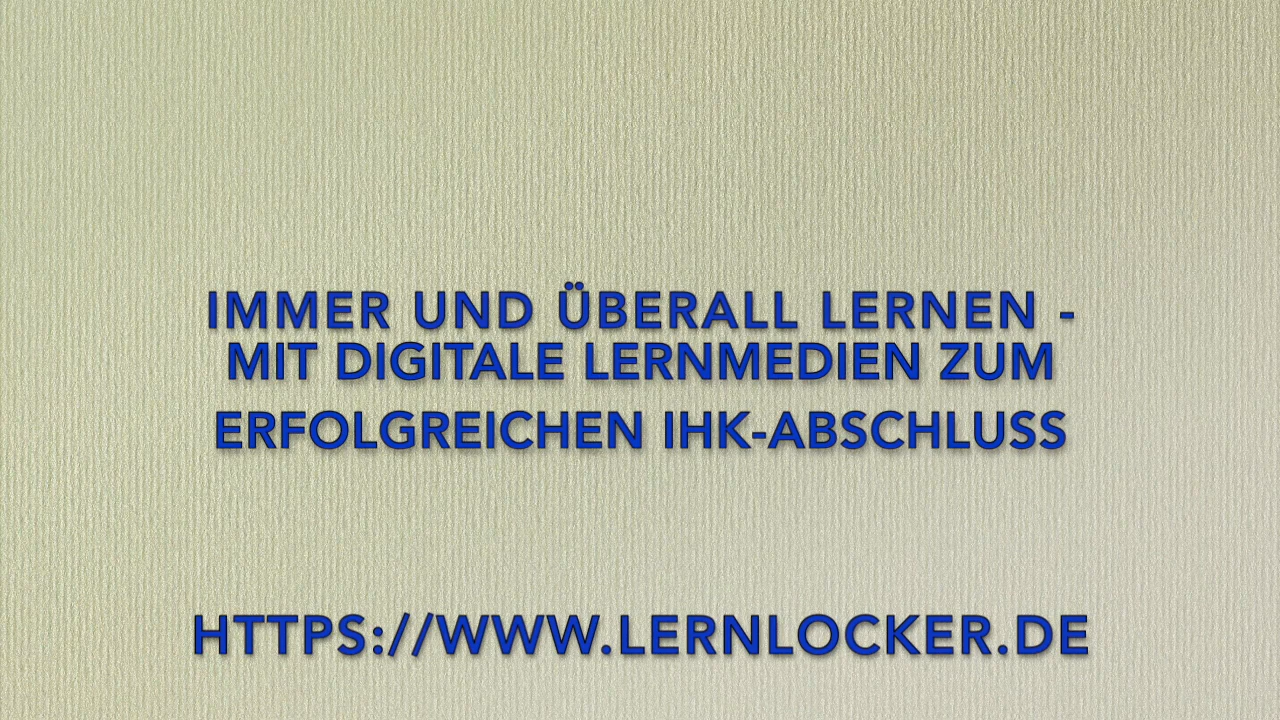 IMMER UND ÜBERALL LERNEN -
MIT DIGITALE LERNMEDIEN ZUM
ERFOLGREICHEN IHK-ABSCHLUSS
HTTPS://WWW.LERNLOCKER.DE